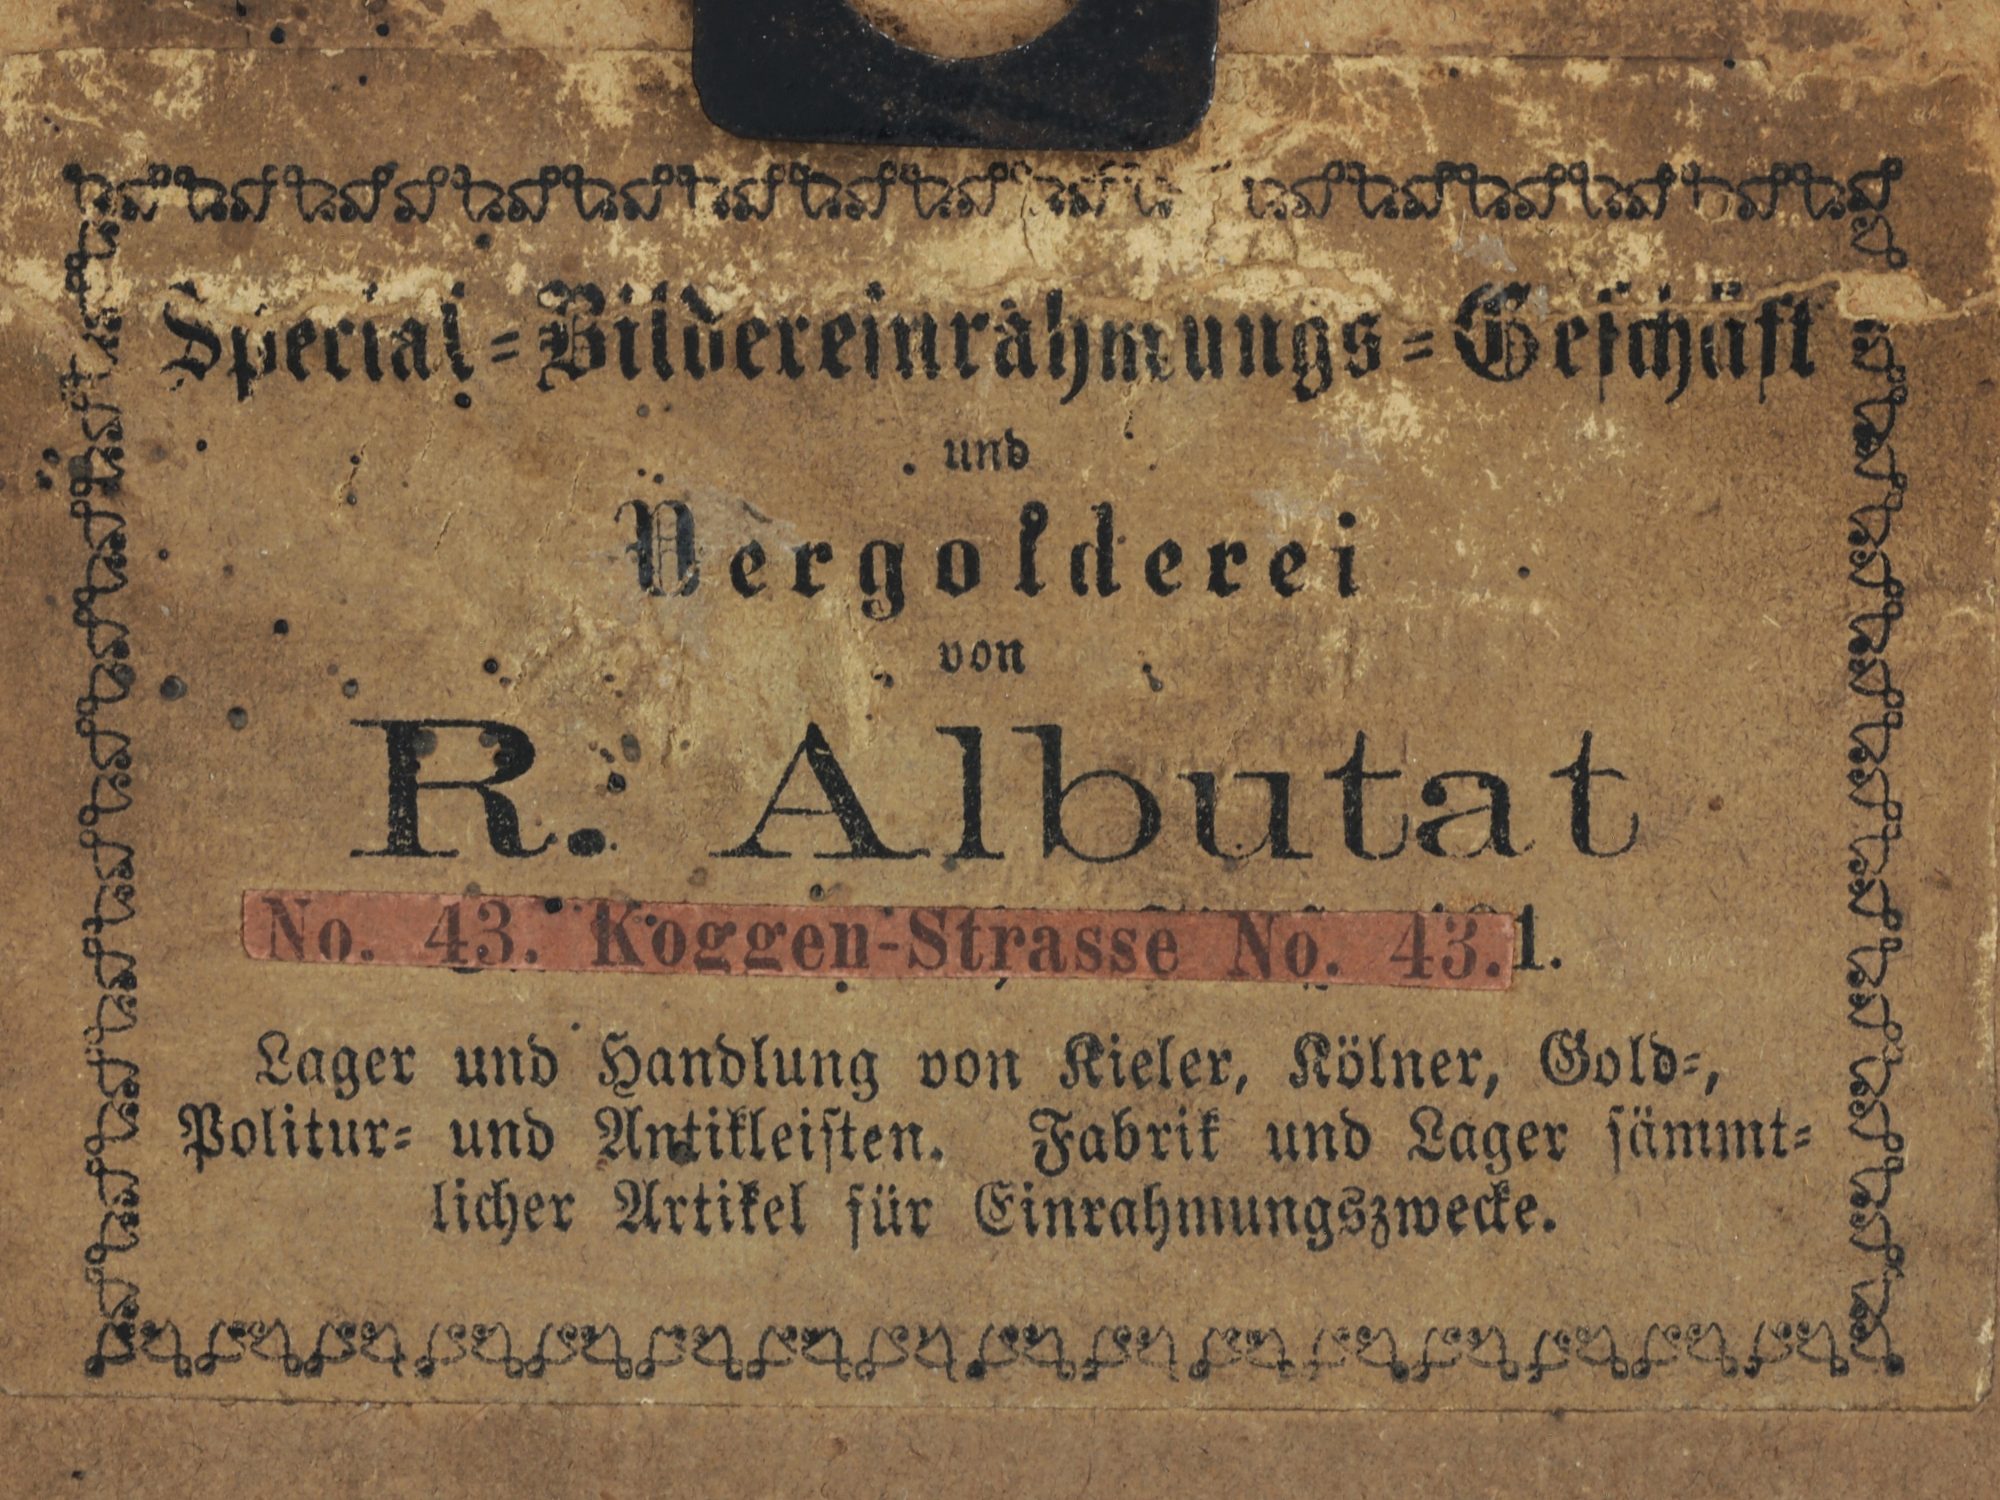 Special-Bildereinrahmungs-Geschäft
und
Vergolderei
von
R. Albutat
No. 43. Koggen-Strasse No. 43.
Lager und Handlung von Kieler, Kölner, Gold-,
Politur- und Antikleisten. Fabrik und Lager sämmt-
licher Artikel für Einrahmungszwecke.